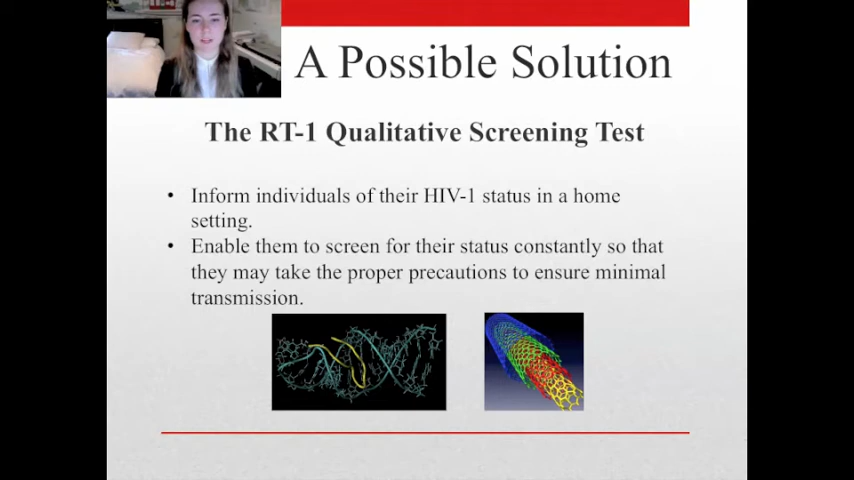 A Possible Solution
The RT-1 Qualitative Screening Test
• Inform individuals of their HIV-1 status in a home
setting.
• Enable them to screen for their status constantly so that
they may take the proper precautions to ensure minimal
transmission.